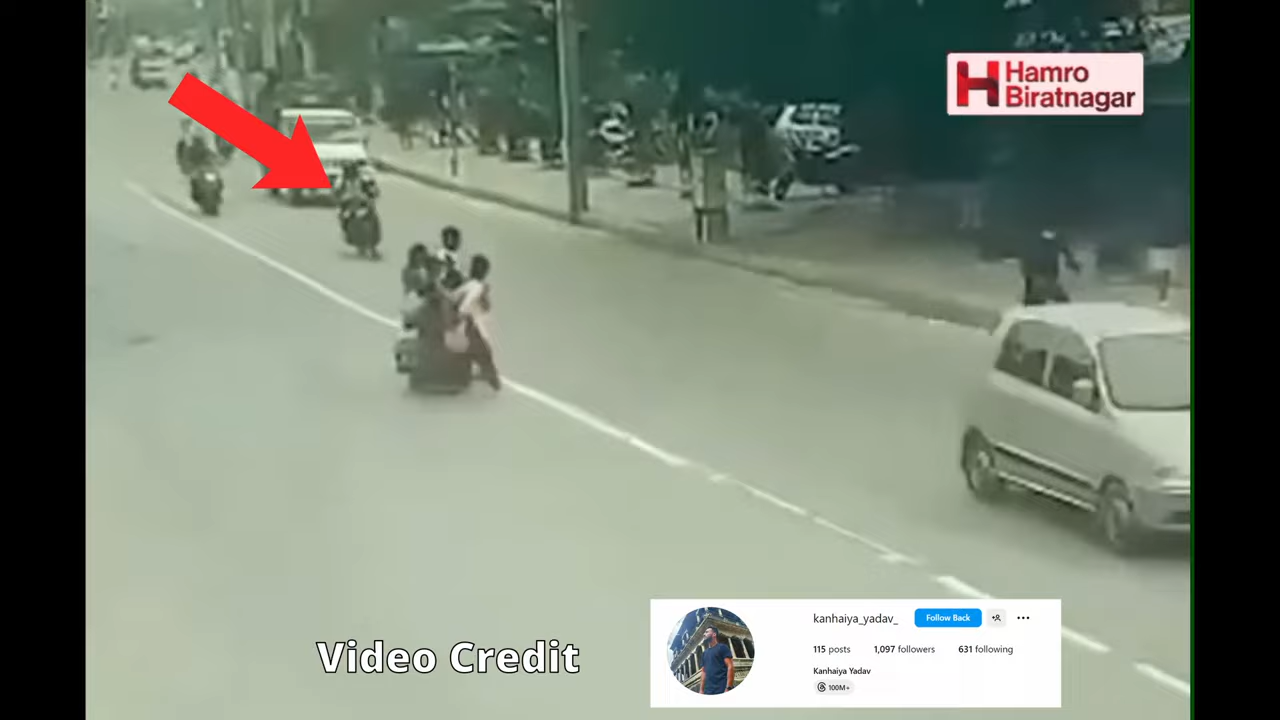 Hamro
Biratnagar
kanhaiya_yadav_ Follow Back
115 posts 1,097 followers 631 following
Kanhaiya Yadav
100M+
Video Credit